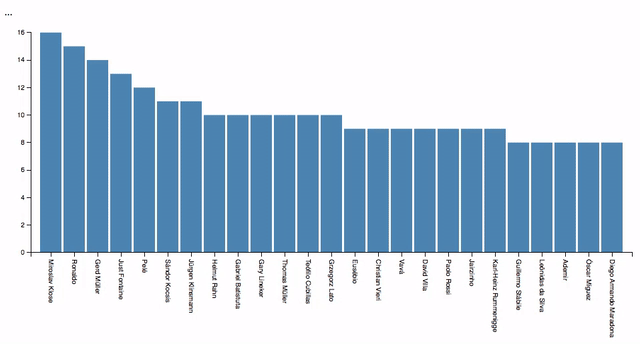 ...
16
14
12
10
8
6
4
2
0
Miroslav Klose
Ronaldo
Gerd Müller
Just Fontaine
Pelé
Sándor Kocsis
Jürgen Klinsmann
Helmut Rahn
Gabriel Batistuta
Gary Lineker
Thomas Müller
Teófilo Cubillas
Grzegorz Lato
Eusébio
Christian Vieri
Vavá
David Villa
Paolo Rossi
Jairzinho
Karl-Heinz Rummenigge
Guillermo Stábile
Leônidas da Silva
Ademir
Óscar Míguez
Diego Armando Maradona